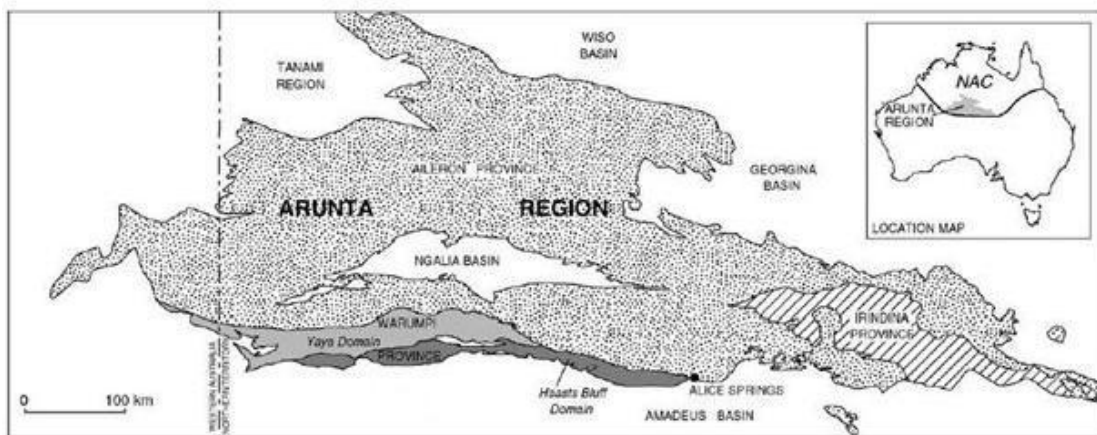 WISO
BASIN
TANAMI
REGION
NAC
ARUNTA
REGION
LOCATION MAP
AILERON PROVINCE
GEORGINA
BASIN
ARUNTA REGION
NGALIA BASIN
IRINDINA
PROVINCE
WARUMPI
Yaya Domain
PROVINCE
WESTERN AUSTRALIA
NORTHERN TERRITORY
Haasts Bluff
Domain
ALICE SPRINGS
AMADEUS BASIN
0 100 km